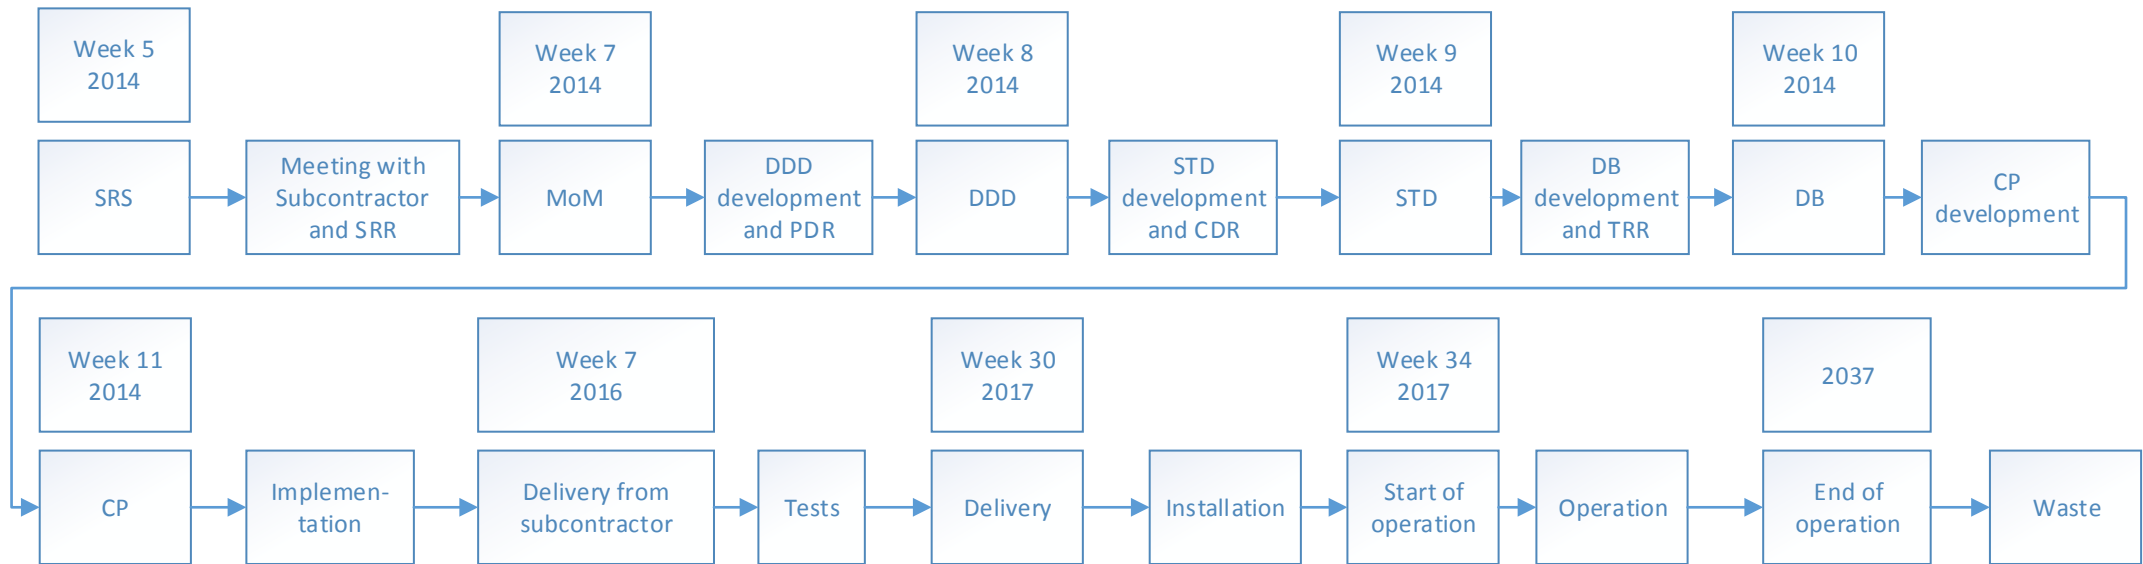 Week 5
2014
Week 7
2014
Week 8
2014
Week 9
2014
Week 10
2014
SRS
Meeting with
Subcontractor
and SRR
MoM
DDD
development
and PDR
DDD
STD
development
and CDR
STD
DB
development
and TRR
DB
CP
development
Week 11
2014
Week 7
2016
Week 30
2017
Week 34
2017
2037
CP
Implemen-
tation
Delivery from
subcontractor
Tests
Delivery
Installation
Start of
operation
Operation
End of
operation
Waste